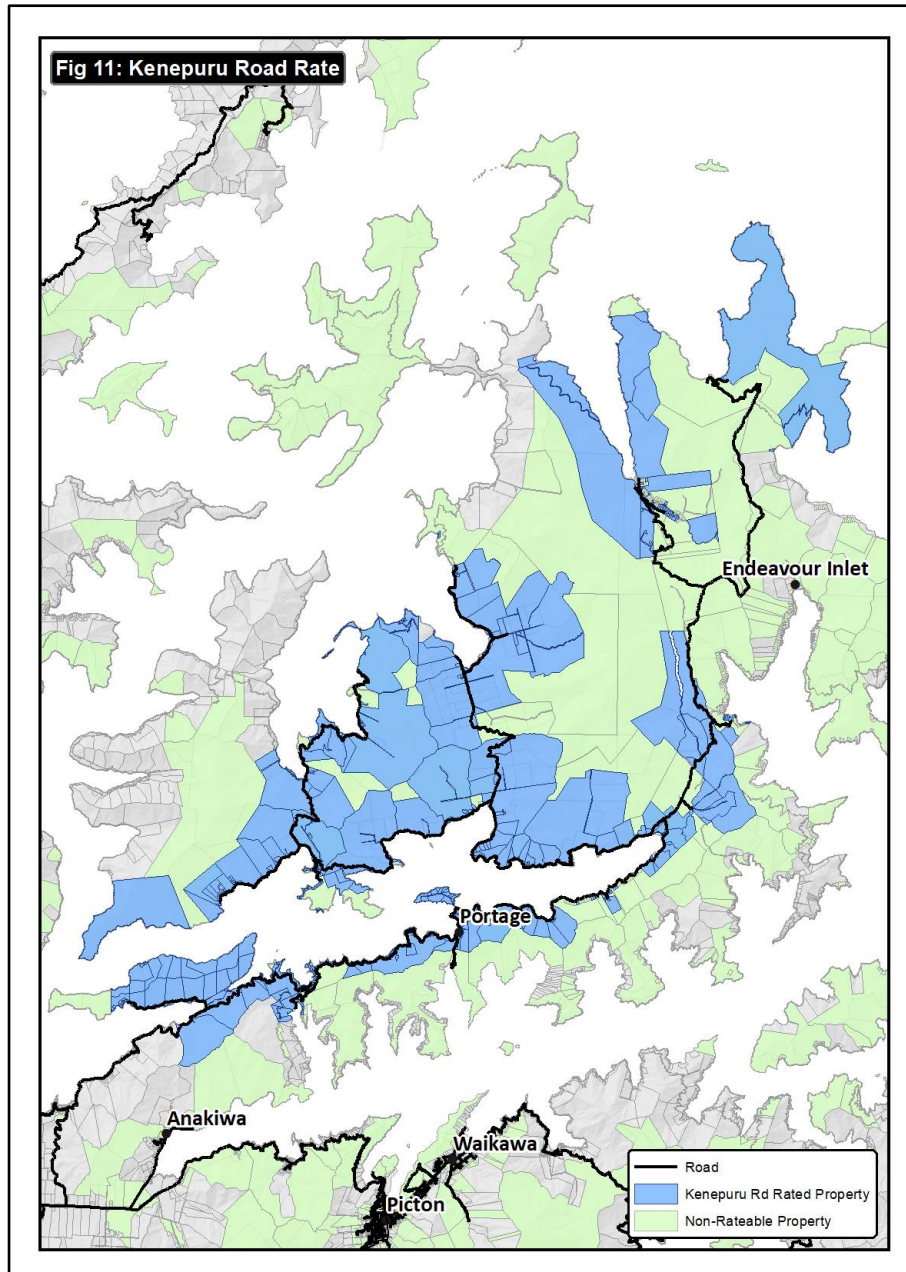 Fig 11: Kenepuru Road Rate
Endeavour Inlet
Portage
Anakiwa
Waikawa
Picton
Road
Kenepuru Rd Rated Property
Non-Rateable Property